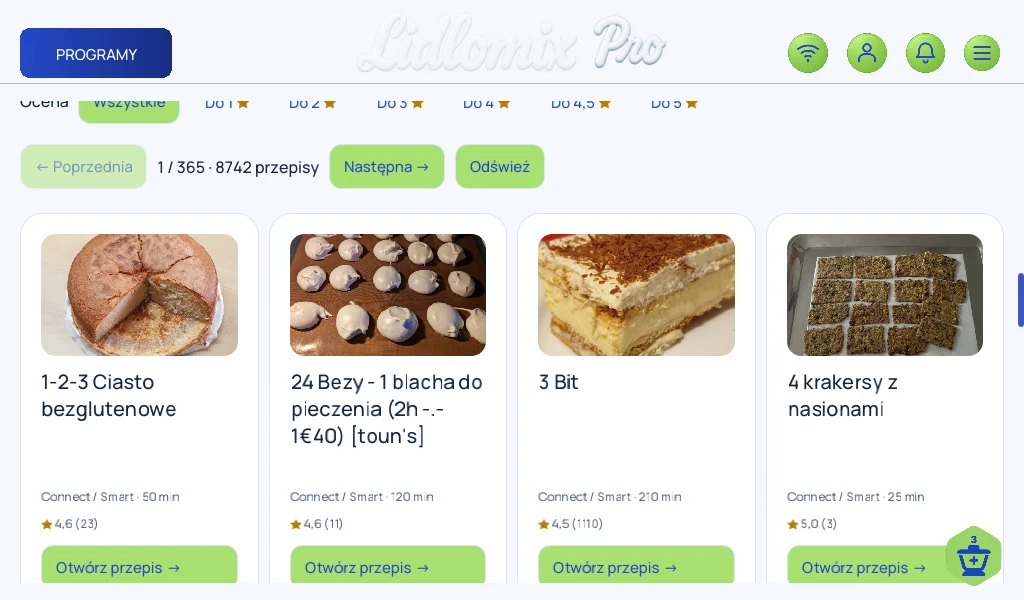 PROGRAMY
Lidlomix Pro
Ocena Wszystkie Do 1 ★ Do 2 ★ Do 3 ★ Do 4 ★ Do 4,5 ★ Do 5 ★
← Poprzednia 1 / 365 · 8742 przepisy Następna → Odśwież
1-2-3 Ciasto
bezglutenowe
Connect / Smart · 50 min
★ 4,6 (23)
Otwórz przepis →
24 Bezy - 1 blacha do
pieczenia (2h -.-
1€40) [toun's]
Connect / Smart · 120 min
★ 4,6 (11)
Otwórz przepis →
3 Bit
Connect / Smart · 210 min
★ 4,5 (1110)
Otwórz przepis →
4 krakersy z
nasionami
Connect / Smart · 25 min
★ 5,0 (3)
Otwórz przepis →
3